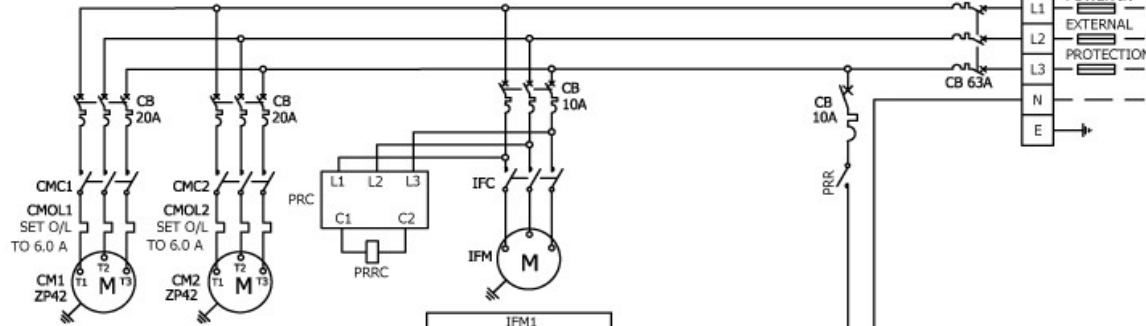 L1
EXTERNAL
L2
PROTECTION
L3
CB 63A
N
E
CB
20A
CB
20A
CB
10A
CB
10A
CMC1
CMC2
PRC
L1 L2 L3
C1 C2
PRRC
IFC
PRR
CMOL1
SET O/L
TO 6.0 A
CMOL2
SET O/L
TO 6.0 A
CM1
ZP42
T1 T2 T3
M
CM2
ZP42
T1 T2 T3
M
IFM
M
IFM1